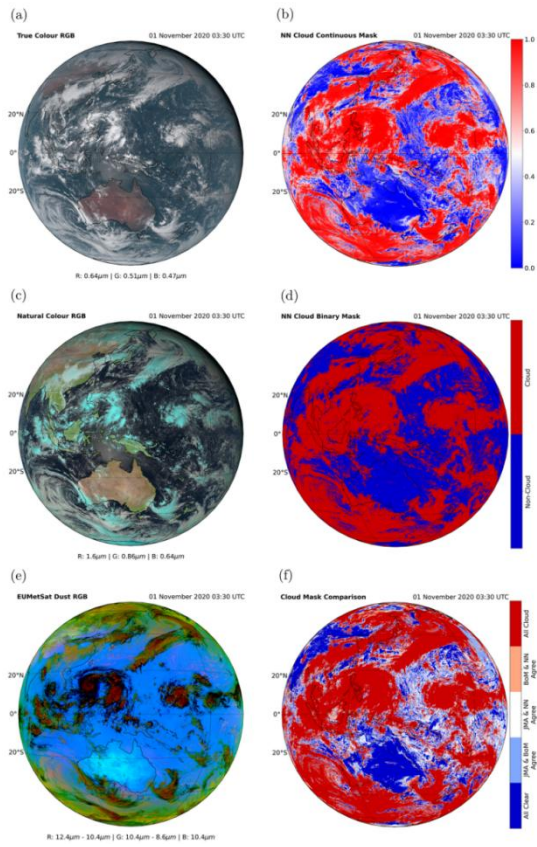 (a)
True Colour RGB 01 November 2020 03:30 UTC
20°N
0°
20°S
R: 0.64μm | G: 0.51μm | B: 0.47μm
(b)
NN Cloud Continuous Mask 01 November 2020 03:30 UTC
20°N
0°
20°S
1.0
0.8
0.6
0.4
0.2
0.0
(c)
Natural Colour RGB 01 November 2020 03:30 UTC
20°N
0°
20°S
R: 1.6μm | G: 0.86μm | B: 0.64μm
(d)
NN Cloud Binary Mask 01 November 2020 03:30 UTC
20°N
0°
20°S
Cloud
Non-Cloud
(e)
EUMetSat Dust RGB 01 November 2020 03:30 UTC
20°N
0°
20°S
R: 12.4μm - 10.4μm | G: 10.4μm - 8.6μm | B: 10.4μm
(f)
Cloud Mask Comparison 01 November 2020 03:30 UTC
20°N
0°
20°S
All Cloud
BoM & NN
Agree
JMA & NN
Agree
JMA & BoM
Agree
All Clear